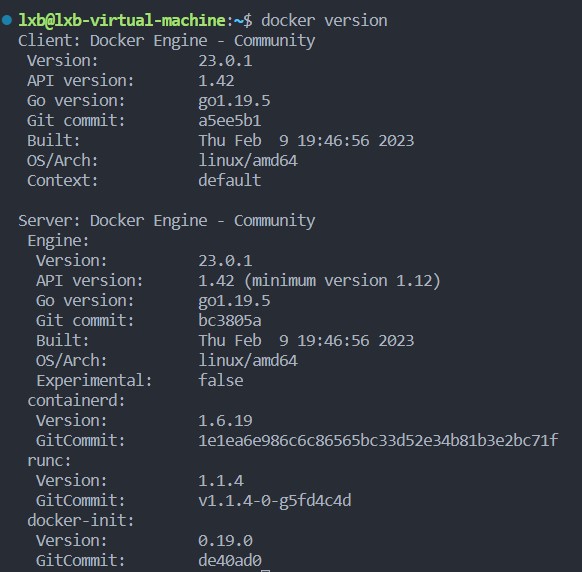 lxb@lxb-virtual-machine:~$ docker version
Client: Docker Engine - Community
 Version:           23.0.1
 API version:       1.42
 Go version:        go1.19.5
 Git commit:        a5ee5b1
 Built:             Thu Feb  9 19:46:56 2023
 OS/Arch:           linux/amd64
 Context:           default

Server: Docker Engine - Community
 Engine:
  Version:          23.0.1
  API version:      1.42 (minimum version 1.12)
  Go version:       go1.19.5
  Git commit:       bc3805a
  Built:            Thu Feb  9 19:46:56 2023
  OS/Arch:          linux/amd64
  Experimental:     false
 containerd:
  Version:          1.6.19
  GitCommit:        1e1ea6e986c6c86565bc33d52e34b81b3e2bc71f
 runc:
  Version:          1.1.4
  GitCommit:        v1.1.4-0-g5fd4c4d
 docker-init:
  Version:          0.19.0
  GitCommit:        de40ad0